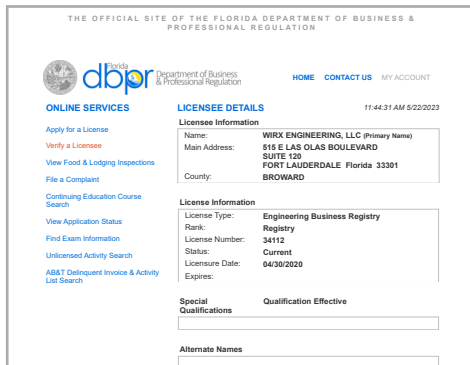 THE OFFICIAL SITE OF THE FLORIDA DEPARTMENT OF BUSINESS &
PROFESSIONAL REGULATION
Florida
dbpr Department of Business
& Professional Regulation
HOME CONTACT US MY ACCOUNT
ONLINE SERVICES
Apply for a License
Verify a Licensee
View Food & Lodging Inspections
File a Complaint
Continuing Education Course
Search
View Application Status
Find Exam Information
Unlicensed Activity Search
AB&T Delinquent Invoice & Activity
List Search
LICENSEE DETAILS 11:44:31 AM 5/22/2023
Licensee Information
Name: WIRX ENGINEERING, LLC (Primary Name)
Main Address: 515 E LAS OLAS BOULEVARD
SUITE 120
FORT LAUDERDALE Florida 33301
County: BROWARD
License Information
License Type: Engineering Business Registry
Rank: Registry
License Number: 34112
Status: Current
Licensure Date: 04/30/2020
Expires:
Special Qualification Effective
Qualifications
Alternate Names